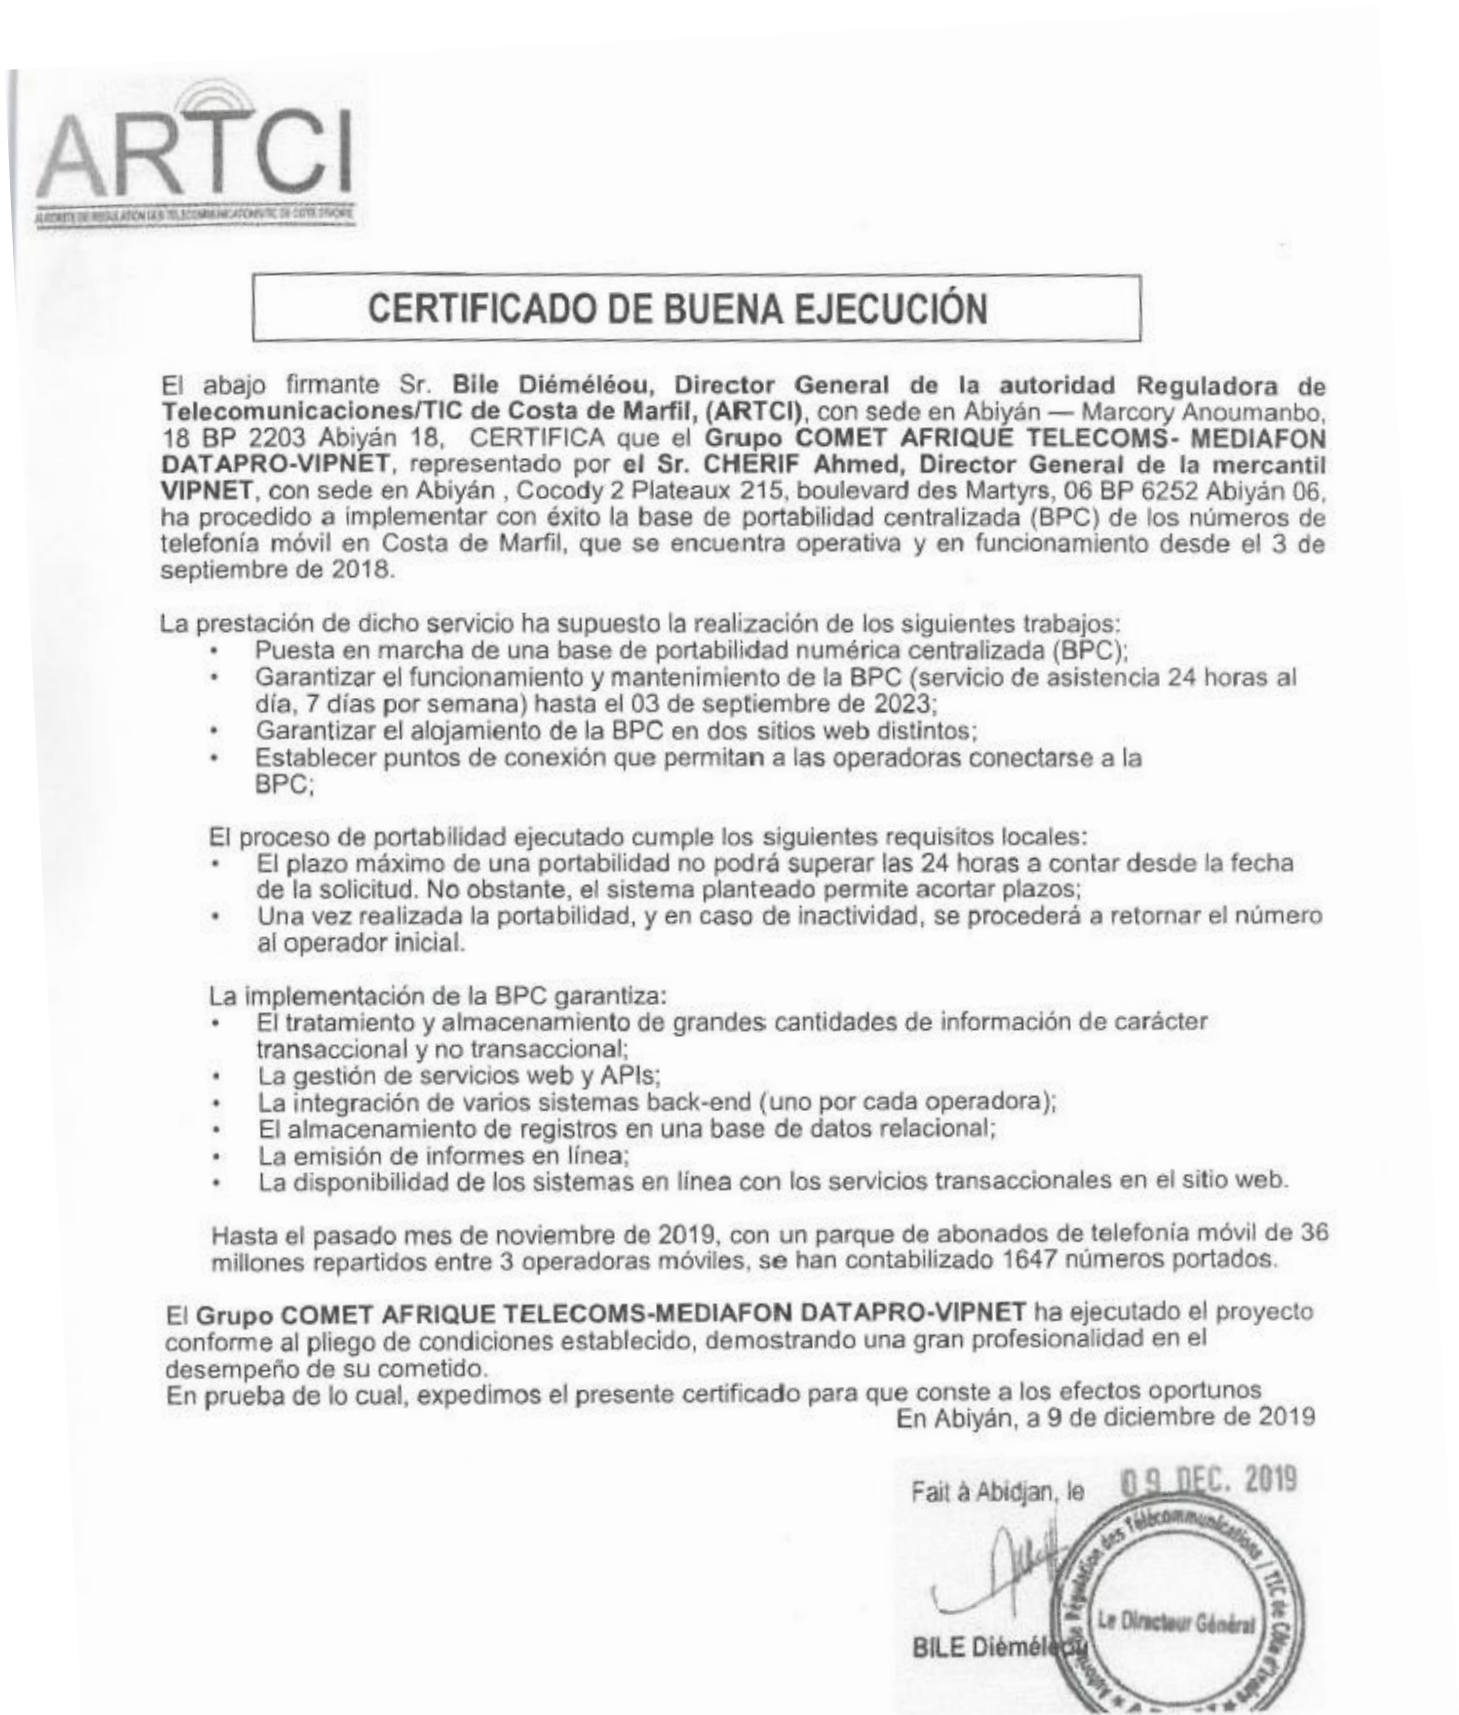 ARTCI
AUTORITE DE REGULATION DES TELECOMMUNICATIONS/TIC DE COTE D'IVOIRE
CERTIFICADO DE BUENA EJECUCIÓN
El abajo firmante Sr. Bile Diéméléou, Director General de la autoridad Reguladora de
Telecomunicaciones/TIC de Costa de Marfil, (ARTCI), con sede en Abiyán — Marcory Anoumanbo,
18 BP 2203 Abiyán 18, CERTIFICA que el Grupo COMET AFRIQUE TELECOMS- MEDIAFON
DATAPRO-VIPNET, representado por el Sr. CHERIF Ahmed, Director General de la mercantil
VIPNET, con sede en Abiyán , Cocody 2 Plateaux 215, boulevard des Martyrs, 06 BP 6252 Abiyán 06,
ha procedido a implementar con éxito la base de portabilidad centralizada (BPC) de los números de
telefonía móvil en Costa de Marfil, que se encuentra operativa y en funcionamiento desde el 3 de
septiembre de 2018.
La prestación de dicho servicio ha supuesto la realización de los siguientes trabajos:
• Puesta en marcha de una base de portabilidad numérica centralizada (BPC);
• Garantizar el funcionamiento y mantenimiento de la BPC (servicio de asistencia 24 horas al
día, 7 días por semana) hasta el 03 de septiembre de 2023;
• Garantizar el alojamiento de la BPC en dos sitios web distintos;
• Establecer puntos de conexión que permitan a las operadoras conectarse a la
BPC;
El proceso de portabilidad ejecutado cumple los siguientes requisitos locales:
• El plazo máximo de una portabilidad no podrá superar las 24 horas a contar desde la fecha
de la solicitud. No obstante, el sistema planteado permite acortar plazos;
• Una vez realizada la portabilidad, y en caso de inactividad, se procederá a retornar el número
al operador inicial.
La implementación de la BPC garantiza:
• El tratamiento y almacenamiento de grandes cantidades de información de carácter
transaccional y no transaccional;
• La gestión de servicios web y APIs;
• La integración de varios sistemas back-end (uno por cada operadora);
• El almacenamiento de registros en una base de datos relacional;
• La emisión de informes en línea;
• La disponibilidad de los sistemas en línea con los servicios transaccionales en el sitio web.
Hasta el pasado mes de noviembre de 2019, con un parque de abonados de telefonía móvil de 36
millones repartidos entre 3 operadoras móviles, se han contabilizado 1647 números portados.
El Grupo COMET AFRIQUE TELECOMS-MEDIAFON DATAPRO-VIPNET ha ejecutado el proyecto
conforme al pliego de condiciones establecido, demostrando una gran profesionalidad en el
desempeño de su cometido.
En prueba de lo cual, expedimos el presente certificado para que conste a los efectos oportunos
En Abiyán, a 9 de diciembre de 2019
Fait à Abidjan, le 09 DEC. 2019
Régulation des Télécommunications / TIC de Côte d'Ivoire
Le Directeur Général
BILE Diéméléou